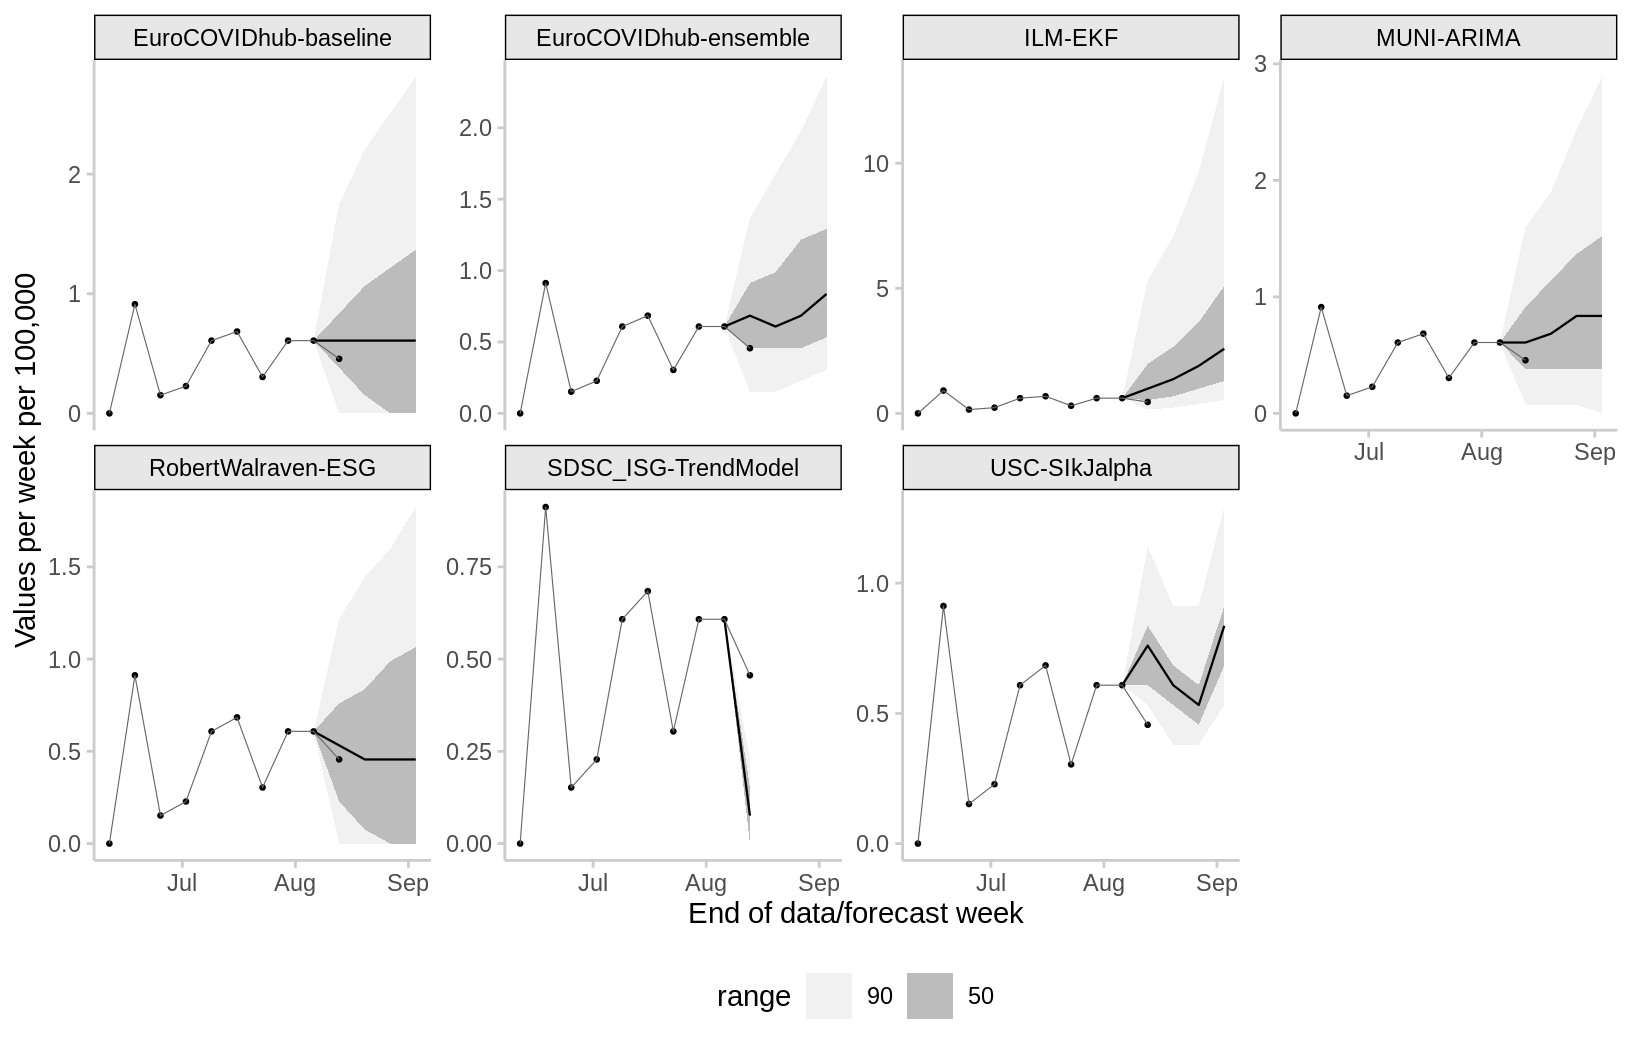 EuroCOVIDhub-baseline
EuroCOVIDhub-ensemble
ILM-EKF
MUNI-ARIMA
2
1
0
2.0
1.5
1.0
0.5
0.0
10
5
0
3
2
1
0
Jul Aug Sep
Values per week per 100,000
RobertWalraven-ESG
SDSC_ISG-TrendModel
USC-SIkJalpha
1.5
1.0
0.5
0.0
0.75
0.50
0.25
0.00
1.0
0.5
0.0
Jul Aug Sep
Jul Aug Sep
Jul Aug Sep
End of data/forecast week
range 90 50